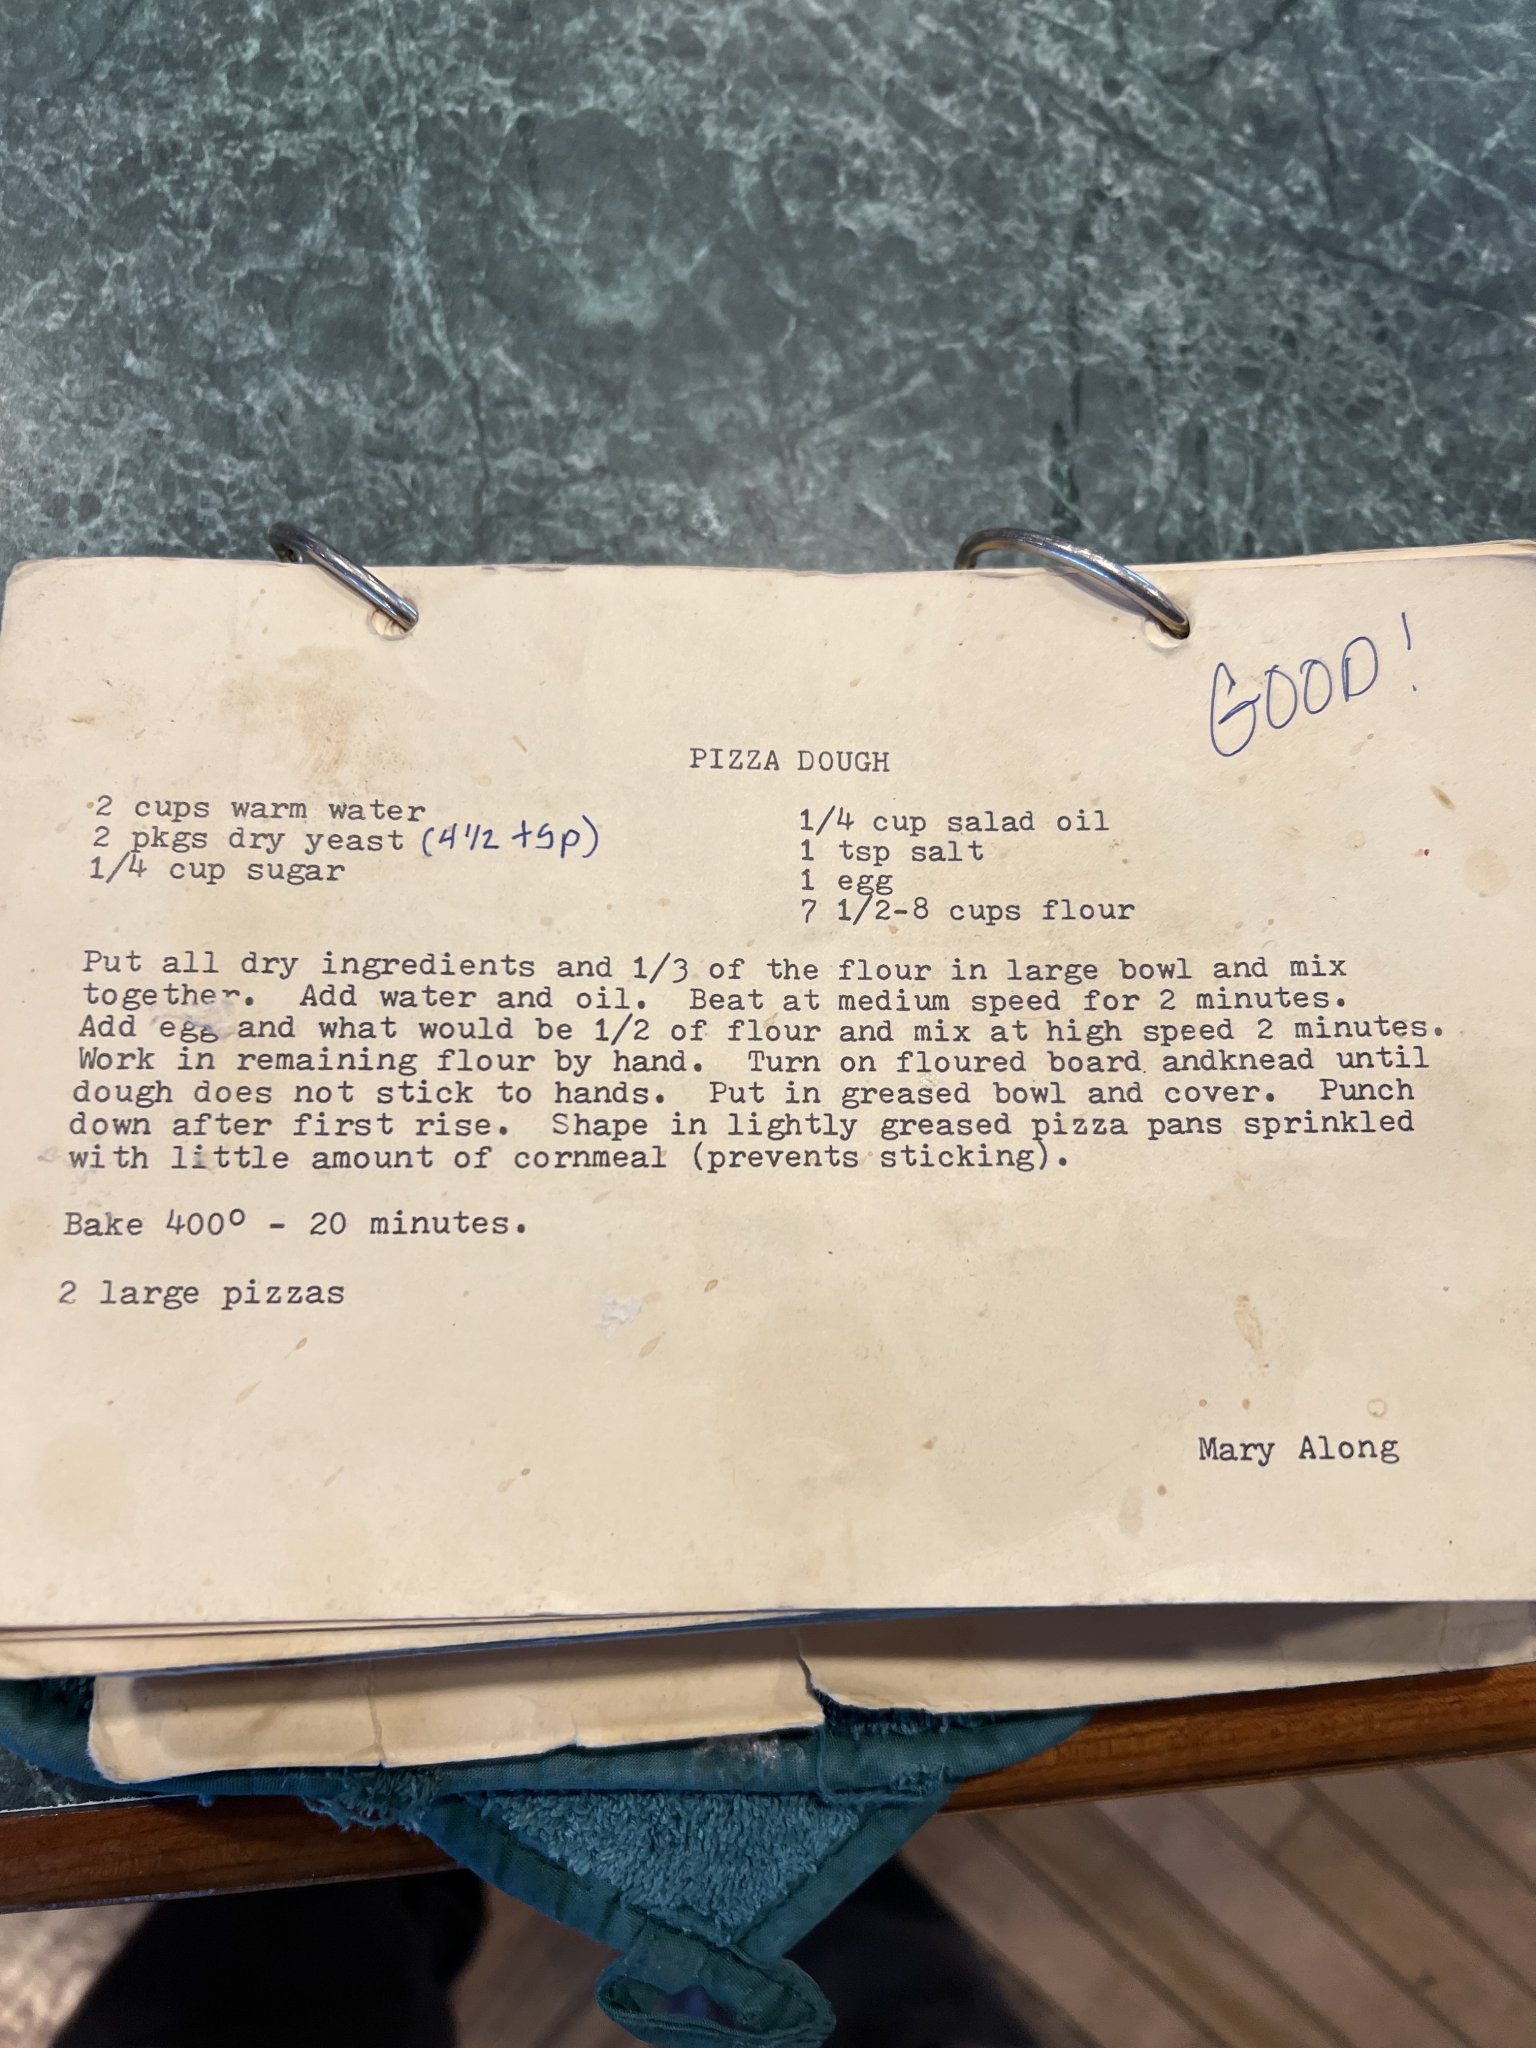 GOOD!
PIZZA DOUGH
2 cups warm water
2 pkgs dry yeast (4 1/2 tsp)
1/4 cup sugar
1/4 cup salad oil
1 tsp salt
1 egg
7 1/2-8 cups flour
Put all dry ingredients and 1/3 of the flour in large bowl and mix
together. Add water and oil. Beat at medium speed for 2 minutes.
Add egg and what would be 1/2 of flour and mix at high speed 2 minutes.
Work in remaining flour by hand. Turn on floured board andknead until
dough does not stick to hands. Put in greased bowl and cover. Punch
down after first rise. Shape in lightly greased pizza pans sprinkled
with little amount of cornmeal (prevents sticking).
Bake 400° - 20 minutes.
2 large pizzas
Mary Along